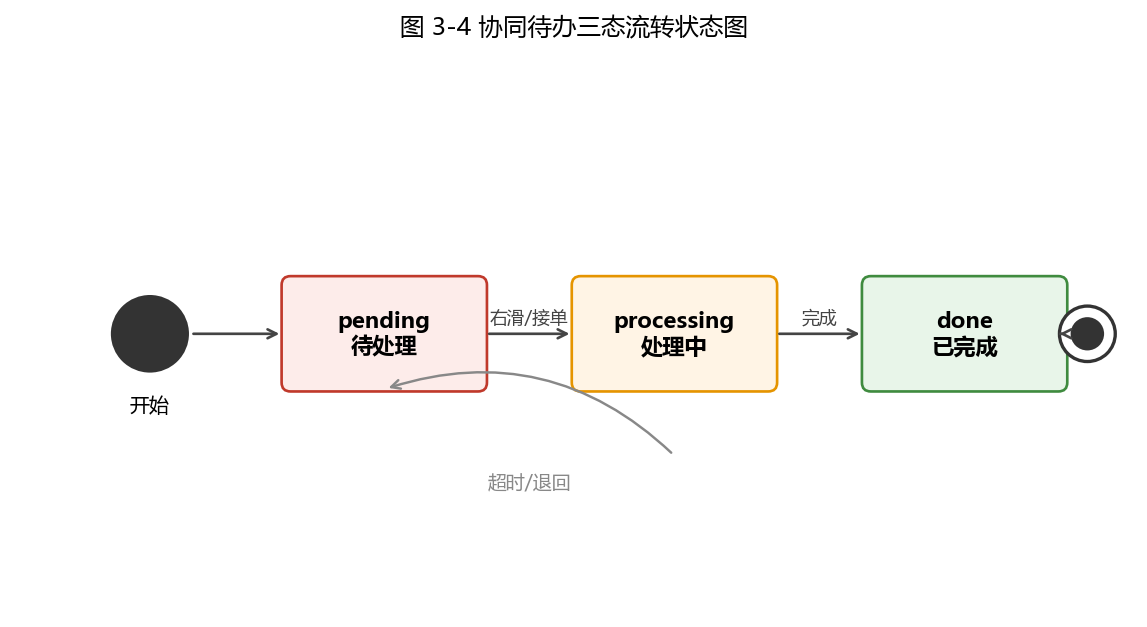 图 3-4 协同待办三态流转状态图
开始
pending
待处理
右滑/接单
processing
处理中
完成
done
已完成
超时/退回